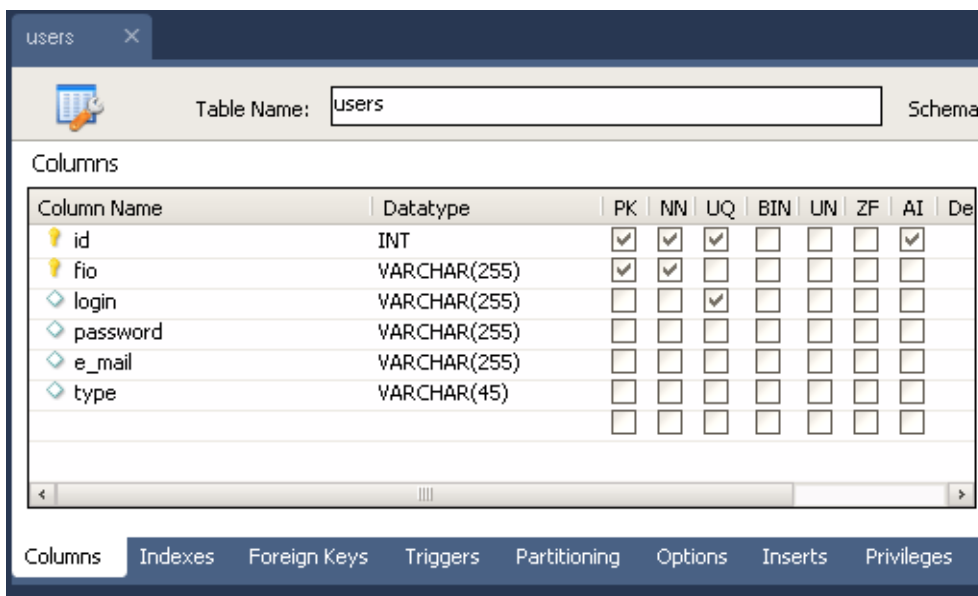 users
Table Name: users Schema
Columns
Column Name Datatype PK NN UQ BIN UN ZF AI De
id INT
fio VARCHAR(255)
login VARCHAR(255)
password VARCHAR(255)
e_mail VARCHAR(255)
type VARCHAR(45)
Columns Indexes Foreign Keys Triggers Partitioning Options Inserts Privileges